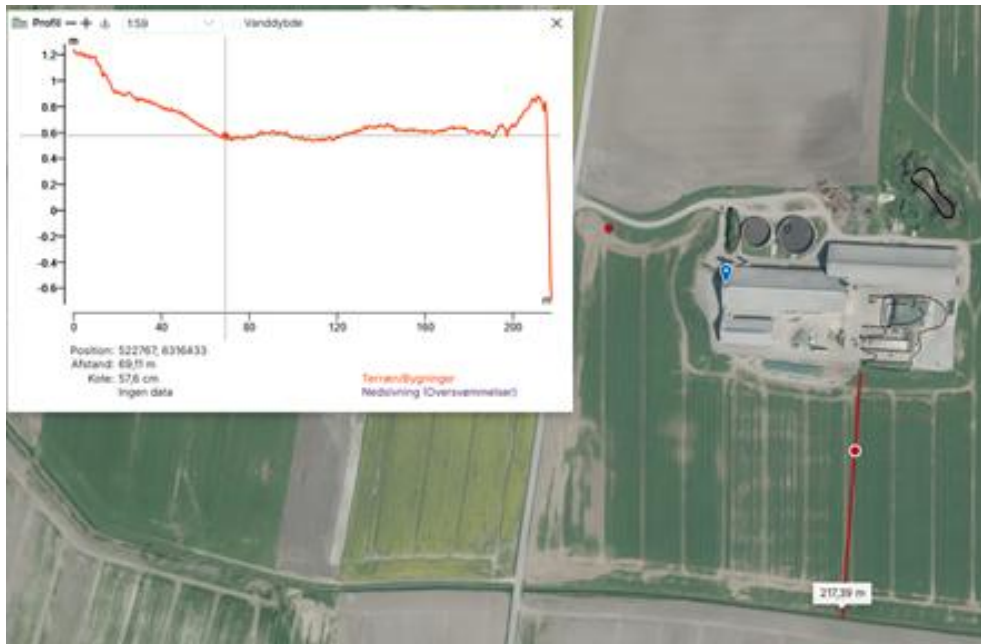 Profil 1:59 Vanddybde
m
1.2
1
0.8
0.6
0.4
0.2
0
-0.2
-0.4
-0.6
m
0 40 80 120 160 200
Position: 522767, 6316433
Afstand: 69,11 m
Kote: 57,6 cm
Ingen data
Terræn/Bygninger
Nedsivning (Oversvømmelser)
217,39 m